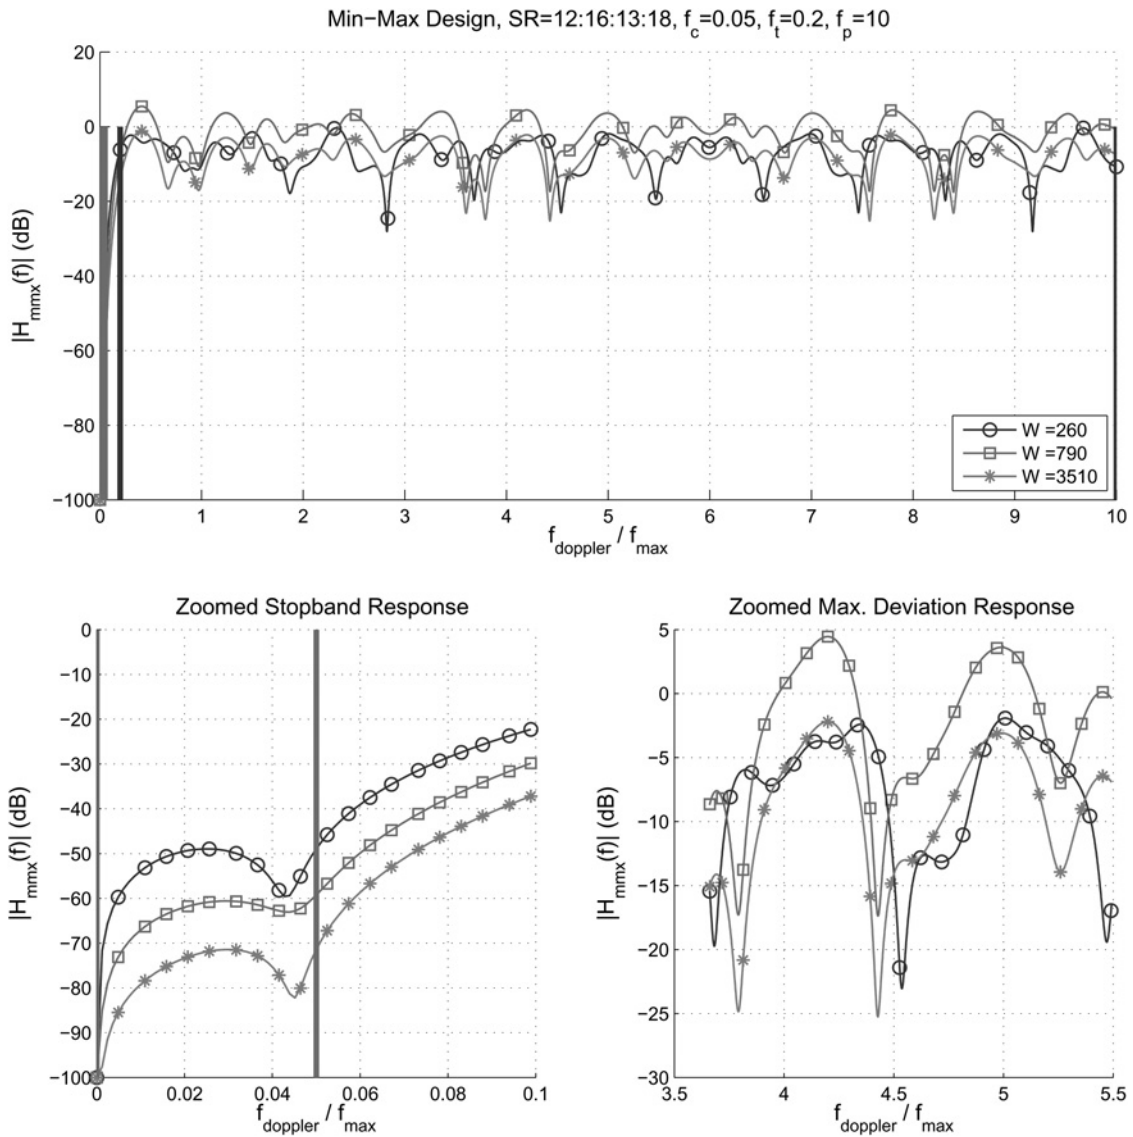 Min−Max Design, SR=12:16:13:18, f_c=0.05, f_t=0.2, f_p=10
20
0
−20
−40
−60
−80
−100
|H_mmx(f)| (dB)
W =260
W =790
W =3510
0 1 2 3 4 5 6 7 8 9 10
f_doppler / f_max
Zoomed Stopband Response
0
−10
−20
−30
−40
−50
−60
−70
−80
−90
−100
|H_mmx(f)| (dB)
0 0.02 0.04 0.06 0.08 0.1
f_doppler / f_max
Zoomed Max. Deviation Response
5
0
−5
−10
−15
−20
−25
−30
|H_mmx(f)| (dB)
3.5 4 4.5 5 5.5
f_doppler / f_max